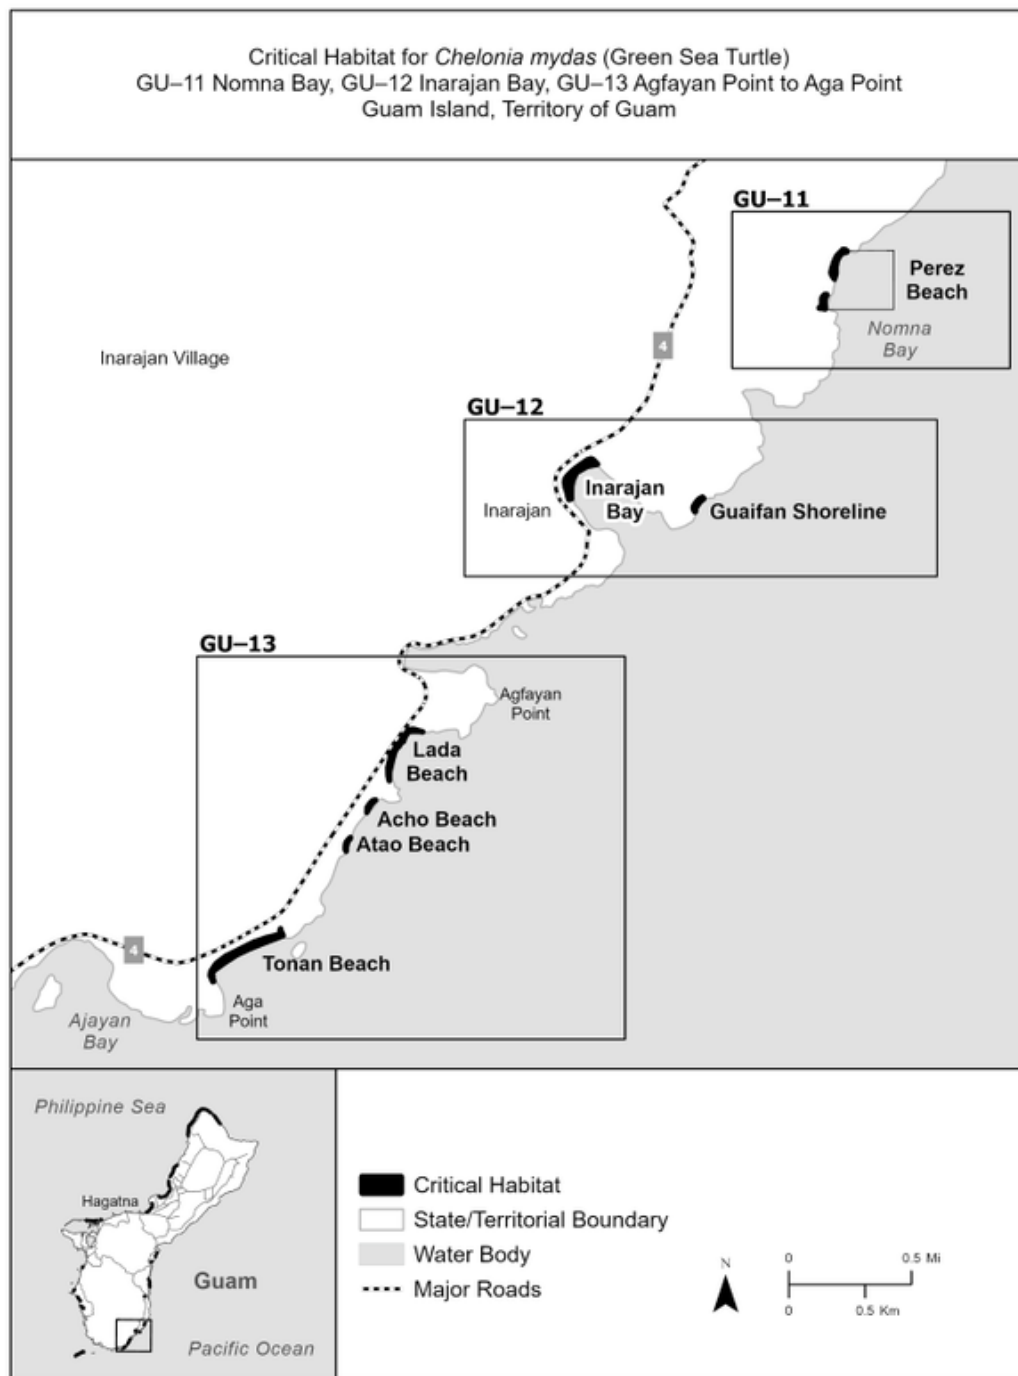 Critical Habitat for Chelonia mydas (Green Sea Turtle)
GU–11 Nomna Bay, GU–12 Inarajan Bay, GU–13 Agfayan Point to Aga Point
Guam Island, Territory of Guam
GU–11
Perez
Beach
Nomna
Bay
4
Inarajan Village
GU–12
Inarajan
Bay
Inarajan
Guaifan Shoreline
GU–13
Agfayan
Point
Lada
Beach
Acho Beach
Atao Beach
4
Tonan Beach
Aga
Point
Ajayan
Bay
Philippine Sea
Hagatna
Guam
Pacific Ocean
Critical Habitat
State/Territorial Boundary
Water Body
Major Roads
N
0 0.5 Mi
0 0.5 Km